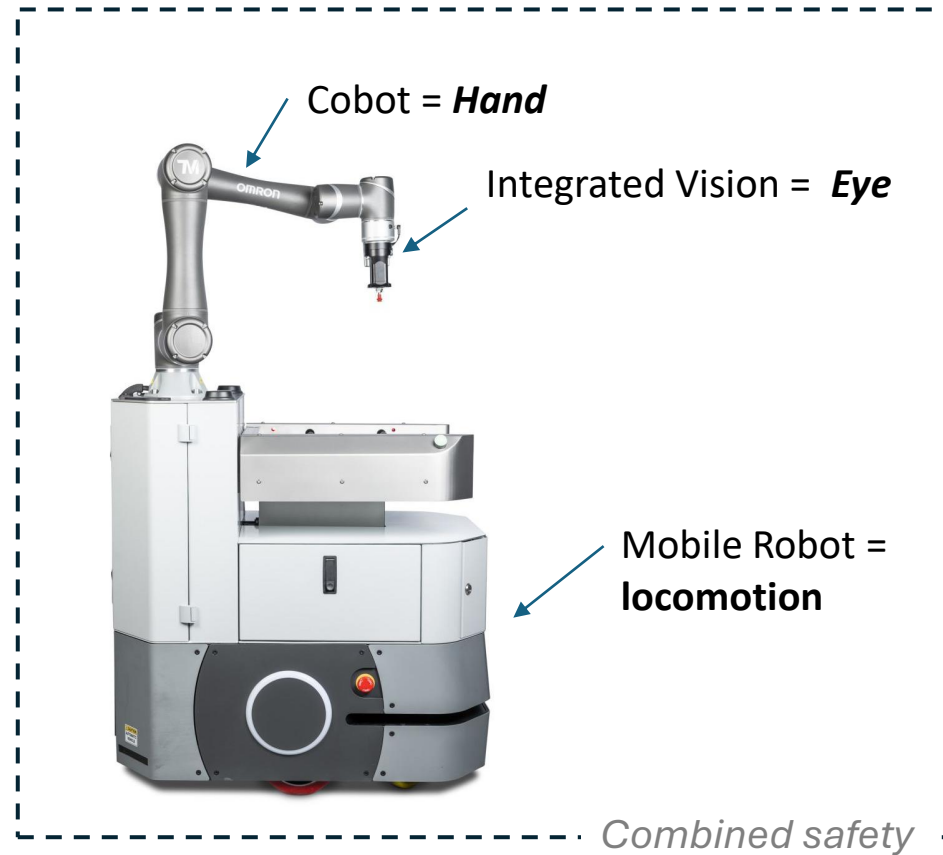 Cobot = Hand
Integrated Vision = Eye
TM
OMRON
Mobile Robot =
locomotion
Combined safety